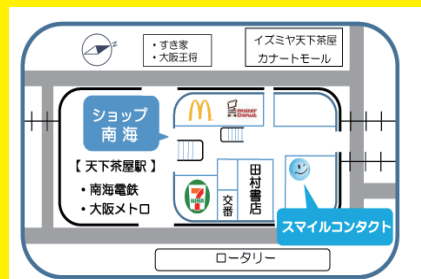 z
・すき家
・大阪王将
イズミヤ天下茶屋
カナートモール
ショップ
南海
mister
Donut
【 天下茶屋駅 】
・南海電鉄
・大阪メトロ
7
交番
田村書店
スマイルコンタクト
ロータリー